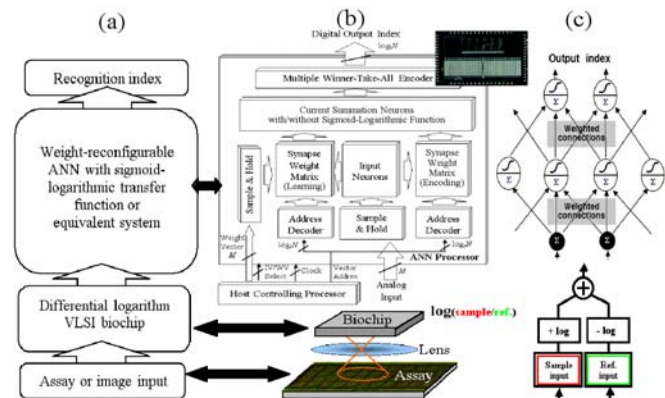 (a)
Recognition index
Weight-reconfigurable
ANN with sigmoid-
logarithmic transfer
function or
equivalent system
Differential logarithm
VLSI biochip
Assay or image input
(b)
Digital Output Index
log₂N
Multiple Winner-Take-All Encoder
Current Summation Neurons
with/without Sigmoid-Logarithmic Function
Sample & Hold
Synapse
Weight
Matrix
(Learning)
Input
Neurons
Synapse
Weight
Matrix
(Encoding)
Address
Decoder
Sample
& Hold
Address
Decoder
Weight
Vector
M
log₂N
log₂N
ANN Processor
Select
Clock
Vector
Address
M
Analog
Input
Host Controlling Processor
Biochip
log(sample/ref.)
Lens
Assay
(c)
Output index
Σ
Σ
Weighted
connections
Σ
Σ
Σ
Σ
Weighted
connections
Σ
Σ
+
+ log
- log
Sample
input
Ref.
input